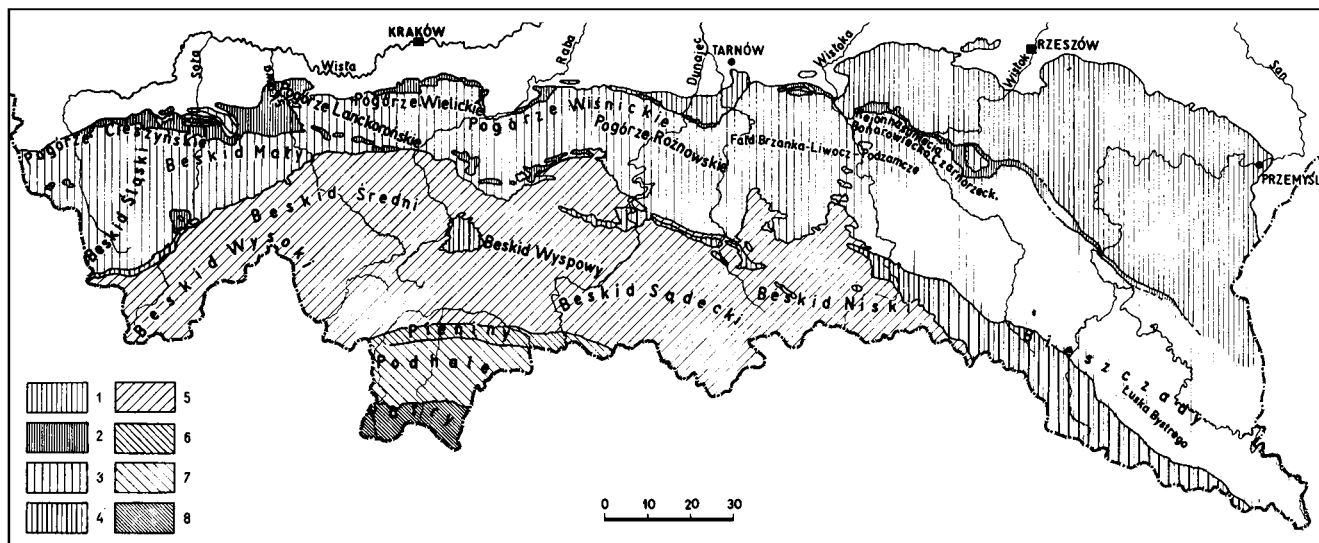 KRAKÓW
Wisła
Soła
Raba
Dunajec
TARNÓW
Wisłoka
Wisłok
RZESZÓW
San
PRZEMYŚL
Pogórze Cieszyńskie
Beskid Mały
Pogórze Lanckorońskie
Pogórze Wielickie
Pogórze Wiśnickie
Pogórze Rożnowskie
Fałd Brzanka-Liwocz - Podzamcze
Beskid Śląski
Beskid Średni
Beskid Wysoki
Beskid Wyspowy
Beskid Sądecki
Beskid Niski
Pieniny
Podhale
Tatry
Bieszczady
Łuska Bystrego
1
2
3
4
5
6
7
8
0 10 20 30